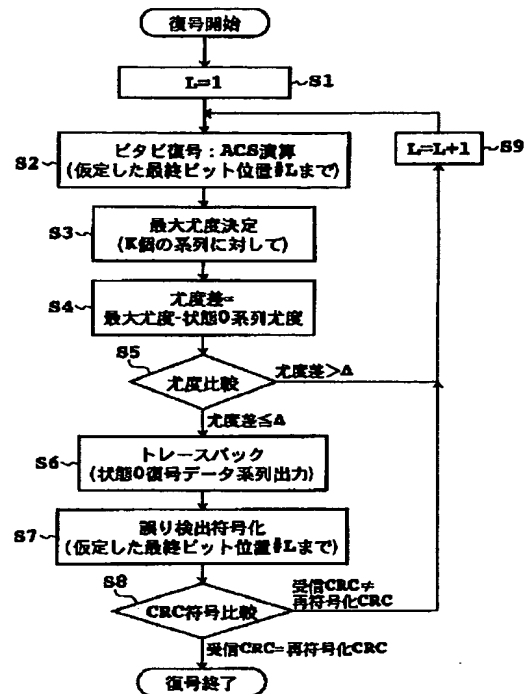 復号開始
L=1
S1
ビタビ復号：ACS演算
(仮定した最終ビット位置#Lまで)
S2
L=L+1
S9
最大尤度決定
(K個の系列に対して)
S3
尤度差=
最大尤度-状態0系列尤度
S4
S5
尤度比較
尤度差>Δ
尤度差≦Δ
トレースバック
(状態0復号データ系列出力)
S6
誤り検出符号化
(仮定した最終ビット位置#Lまで)
S7
S8
CRC符号比較
受信CRC≠
再符号化CRC
受信CRC=再符号化CRC
復号終了